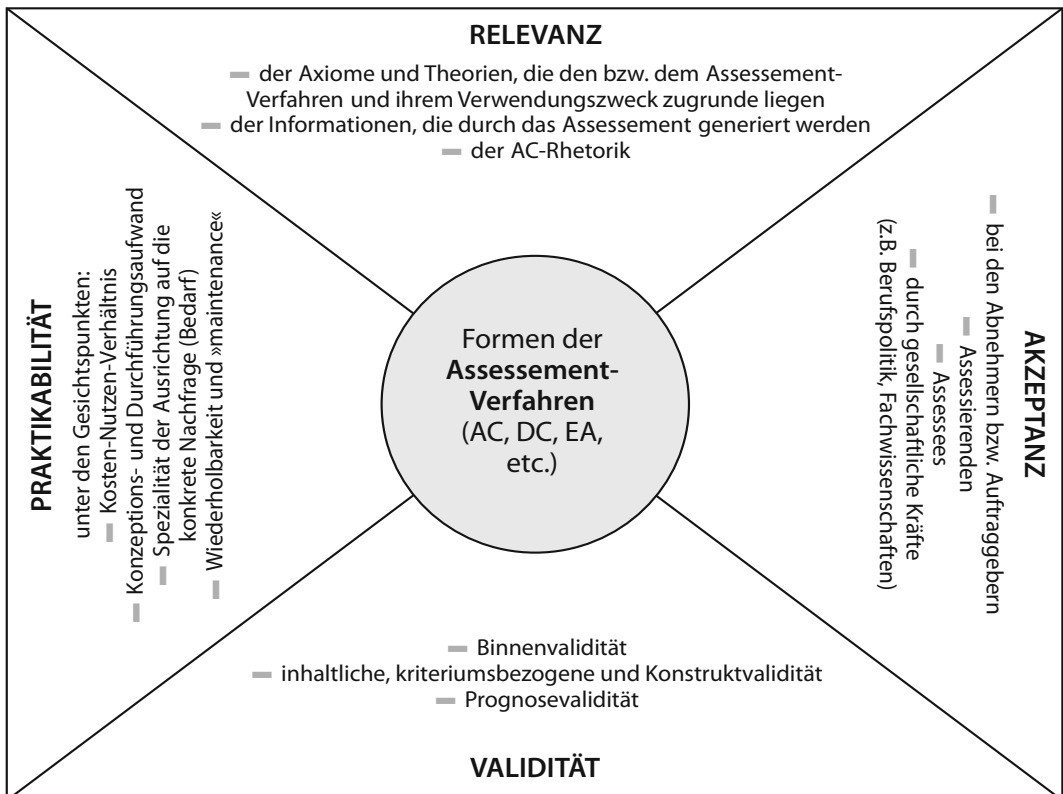 RELEVANZ
– der Axiome und Theorien, die den bzw. dem Assessement-
Verfahren und ihrem Verwendungszweck zugrunde liegen
– der Informationen, die durch das Assessment generiert werden
– der AC-Rhetorik
PRAKTIKABILITÄT
unter den Gesichtspunkten:
– Kosten-Nutzen-Verhältnis
– Konzeptions- und Durchführungsaufwand
– Spezialität der Ausrichtung auf die
konkrete Nachfrage (Bedarf)
– Wiederholbarkeit und »maintenance«
Formen der
Assessement-
Verfahren
(AC, DC, EA,
etc.)
AKZEPTANZ
– bei den Abnehmern bzw. Auftraggebern
– Assessierenden
– Assessees
– durch gesellschaftliche Kräfte
(z.B. Berufspolitik, Fachwissenschaften)
– Binnenvalidität
– inhaltliche, kriteriumsbezogene und Konstruktvalidität
– Prognosevalidität
VALIDITÄT